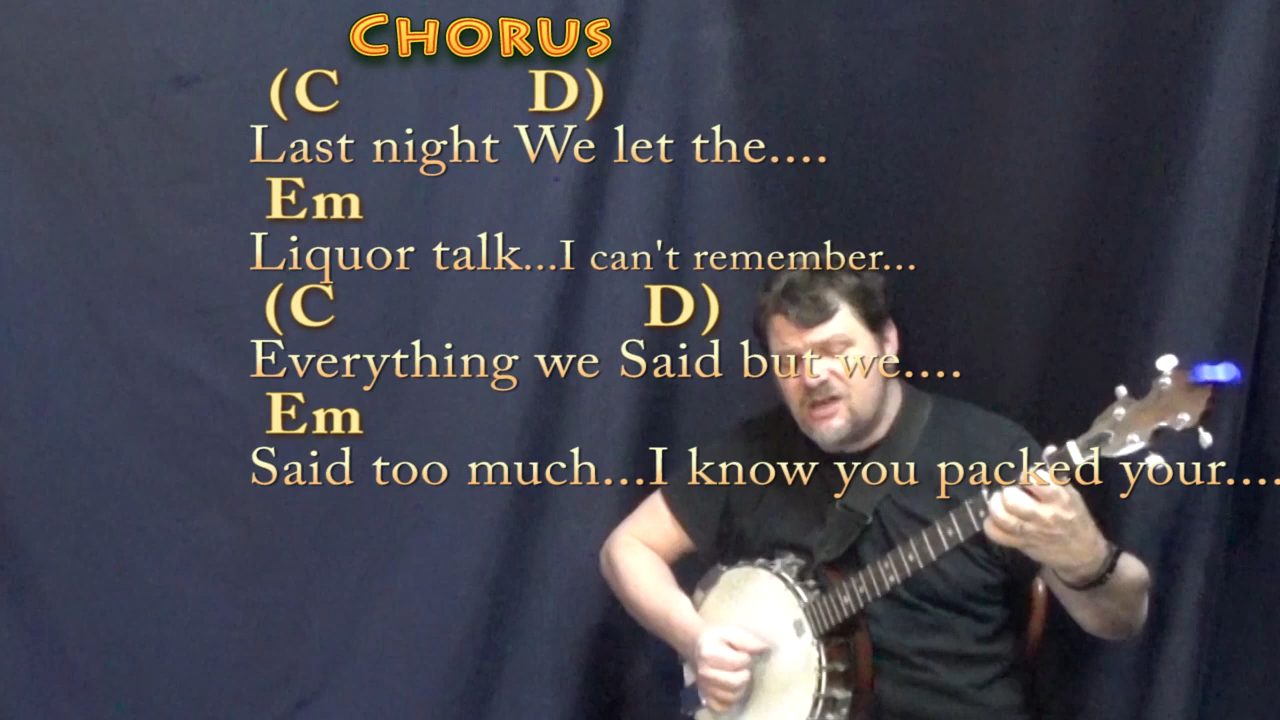 CHORUS
(C D)
Last night We let the....
Em
Liquor talk...I can't remember...
(C D)
Everything we Said but we....
Em
Said too much...I know you packed your....